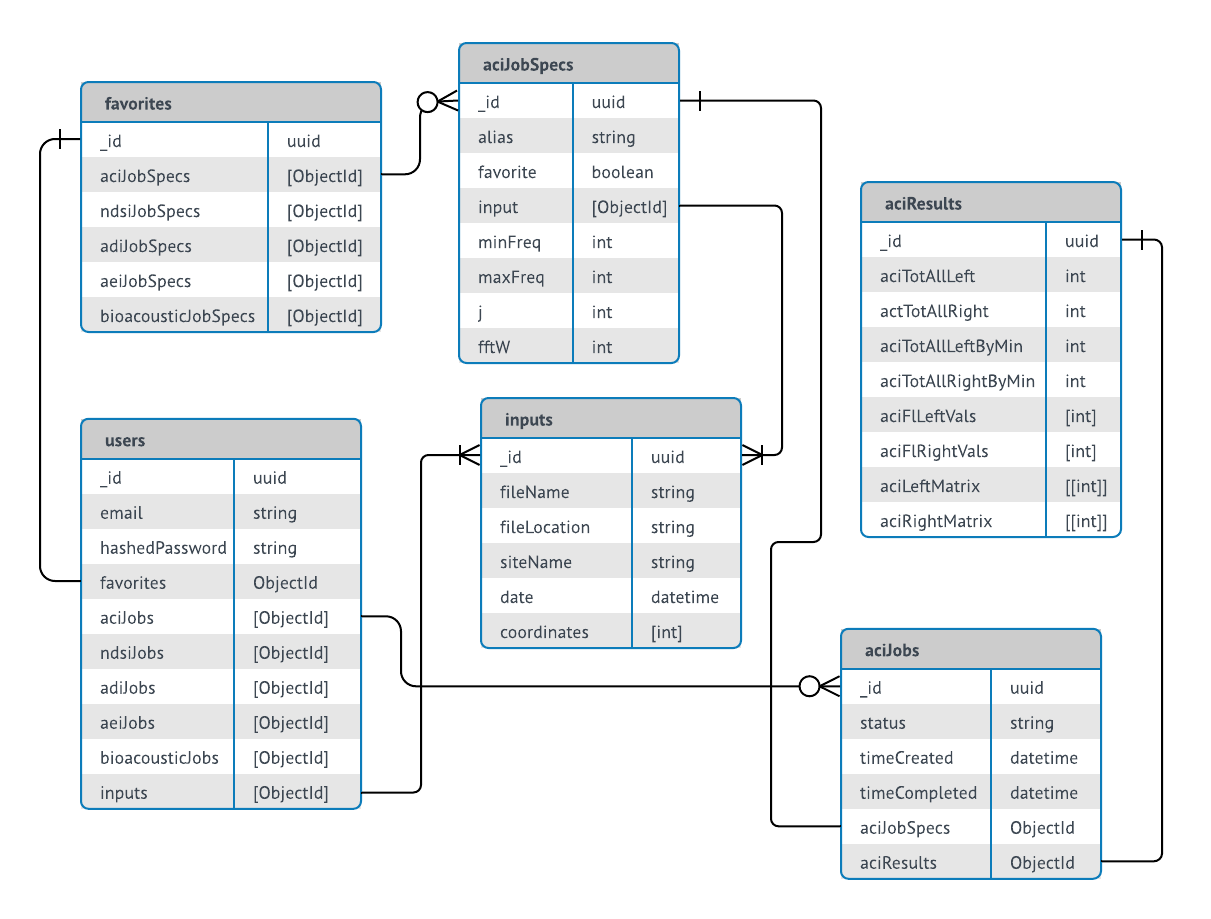 favorites
_id uuid
aciJobSpecs [ObjectId]
ndsiJobSpecs [ObjectId]
adiJobSpecs [ObjectId]
aeiJobSpecs [ObjectId]
bioacousticJobSpecs [ObjectId]
aciJobSpecs
_id uuid
alias string
favorite boolean
input [ObjectId]
minFreq int
maxFreq int
j int
fftW int
aciResults
_id uuid
aciTotAllLeft int
actTotAllRight int
aciTotAllLeftByMin int
aciTotAllRightByMin int
aciFlLeftVals [int]
aciFlRightVals [int]
aciLeftMatrix [[int]]
aciRightMatrix [[int]]
users
_id uuid
email string
hashedPassword string
favorites ObjectId
aciJobs [ObjectId]
ndsiJobs [ObjectId]
adiJobs [ObjectId]
aeiJobs [ObjectId]
bioacousticJobs [ObjectId]
inputs [ObjectId]
inputs
_id uuid
fileName string
fileLocation string
siteName string
date datetime
coordinates [int]
aciJobs
_id uuid
status string
timeCreated datetime
timeCompleted datetime
aciJobSpecs ObjectId
aciResults ObjectId